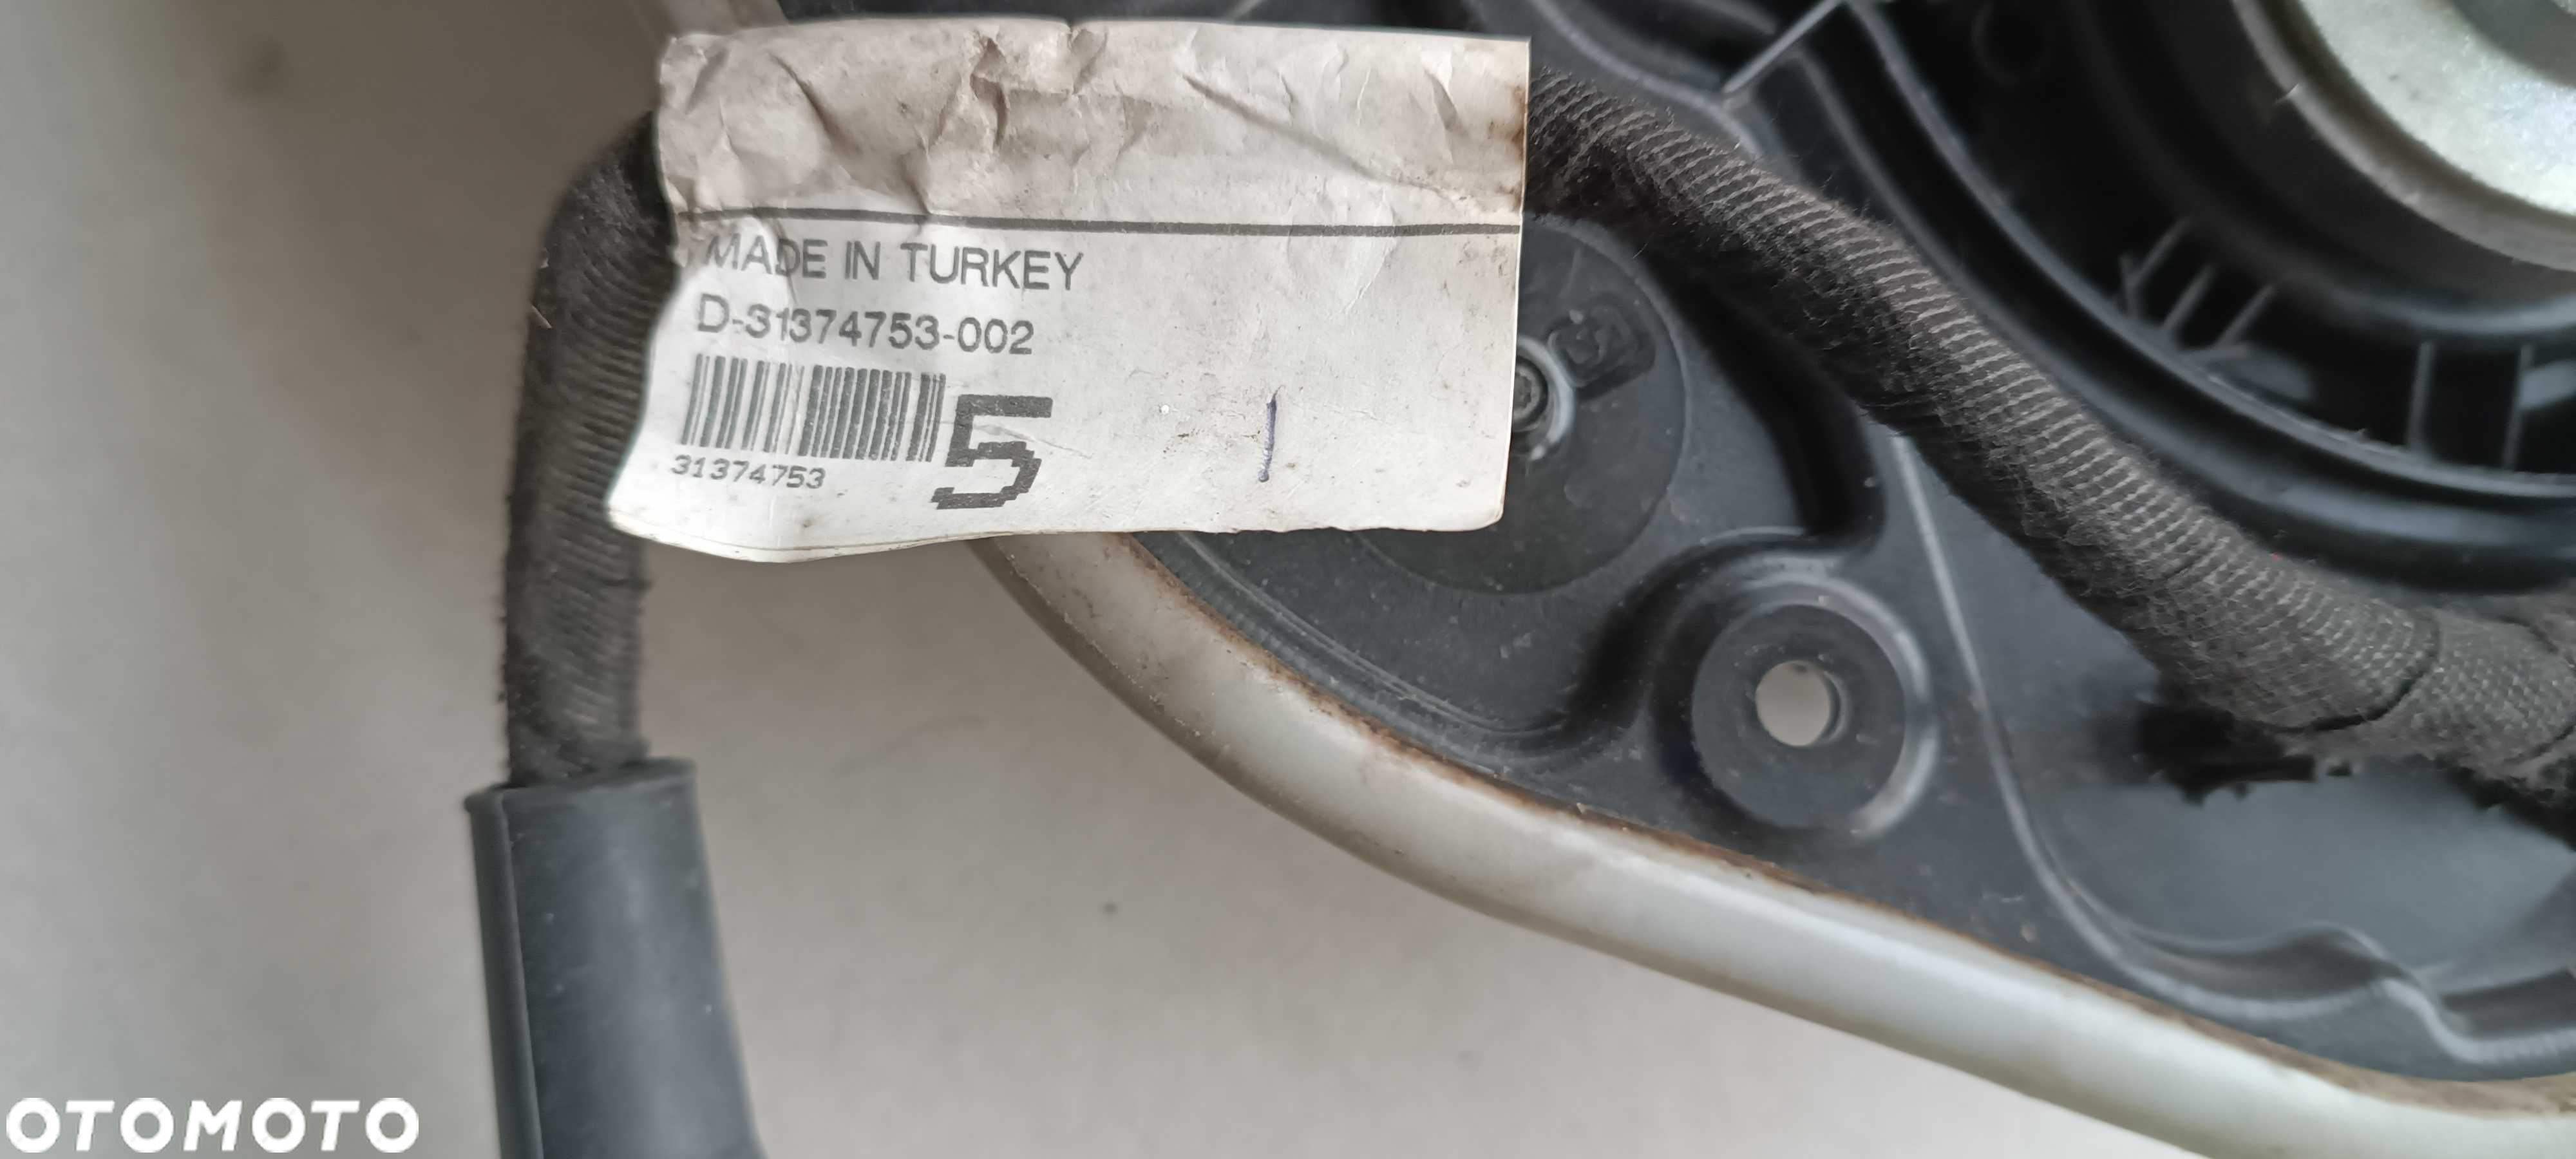 MADE IN TURKEY
D-31374753-002
5
31374753
OTOMOTO